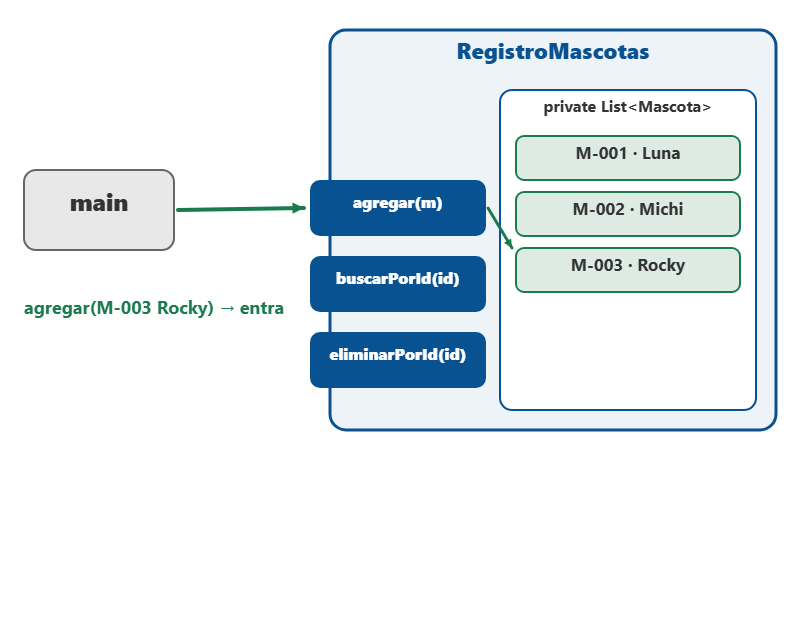 RegistroMascotas
private List<Mascota>
M-001 · Luna
main
agregar(m)
M-002 · Michi
M-003 · Rocky
buscarPorId(id)
agregar(M-003 Rocky) → entra
eliminarPorId(id)